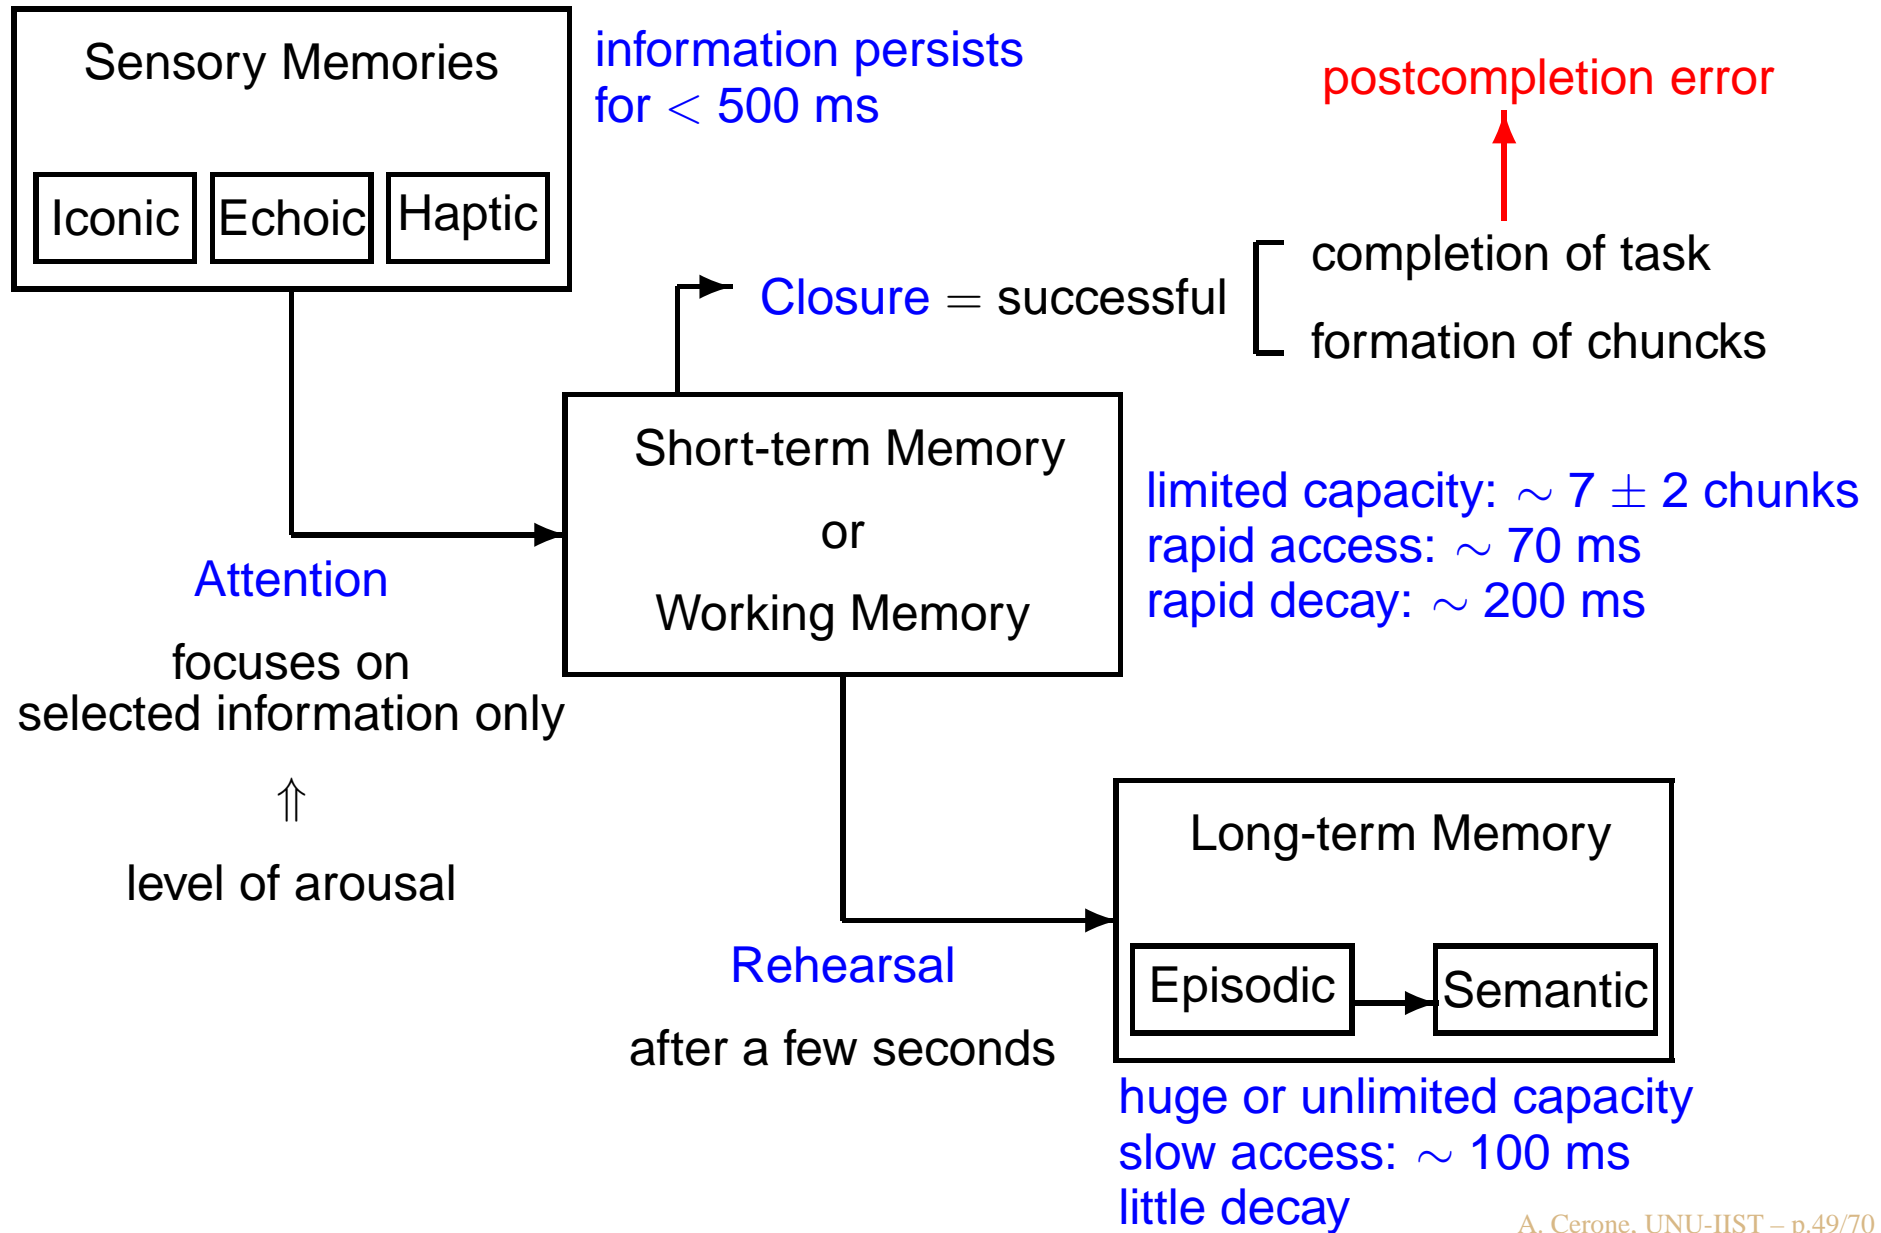 Sensory Memories
Iconic
Echoic
Haptic
information persists
for < 500 ms
postcompletion error
Closure = successful
completion of task
formation of chuncks
Short-term Memory
or
Working Memory
limited capacity: ∼ 7 ± 2 chunks
rapid access: ∼ 70 ms
rapid decay: ∼ 200 ms
Attention
focuses on
selected information only
⇑
level of arousal
Rehearsal
after a few seconds
Long-term Memory
Episodic
Semantic
huge or unlimited capacity
slow access: ∼ 100 ms
little decay
A. Cerone, UNU-IIST – p.49/70